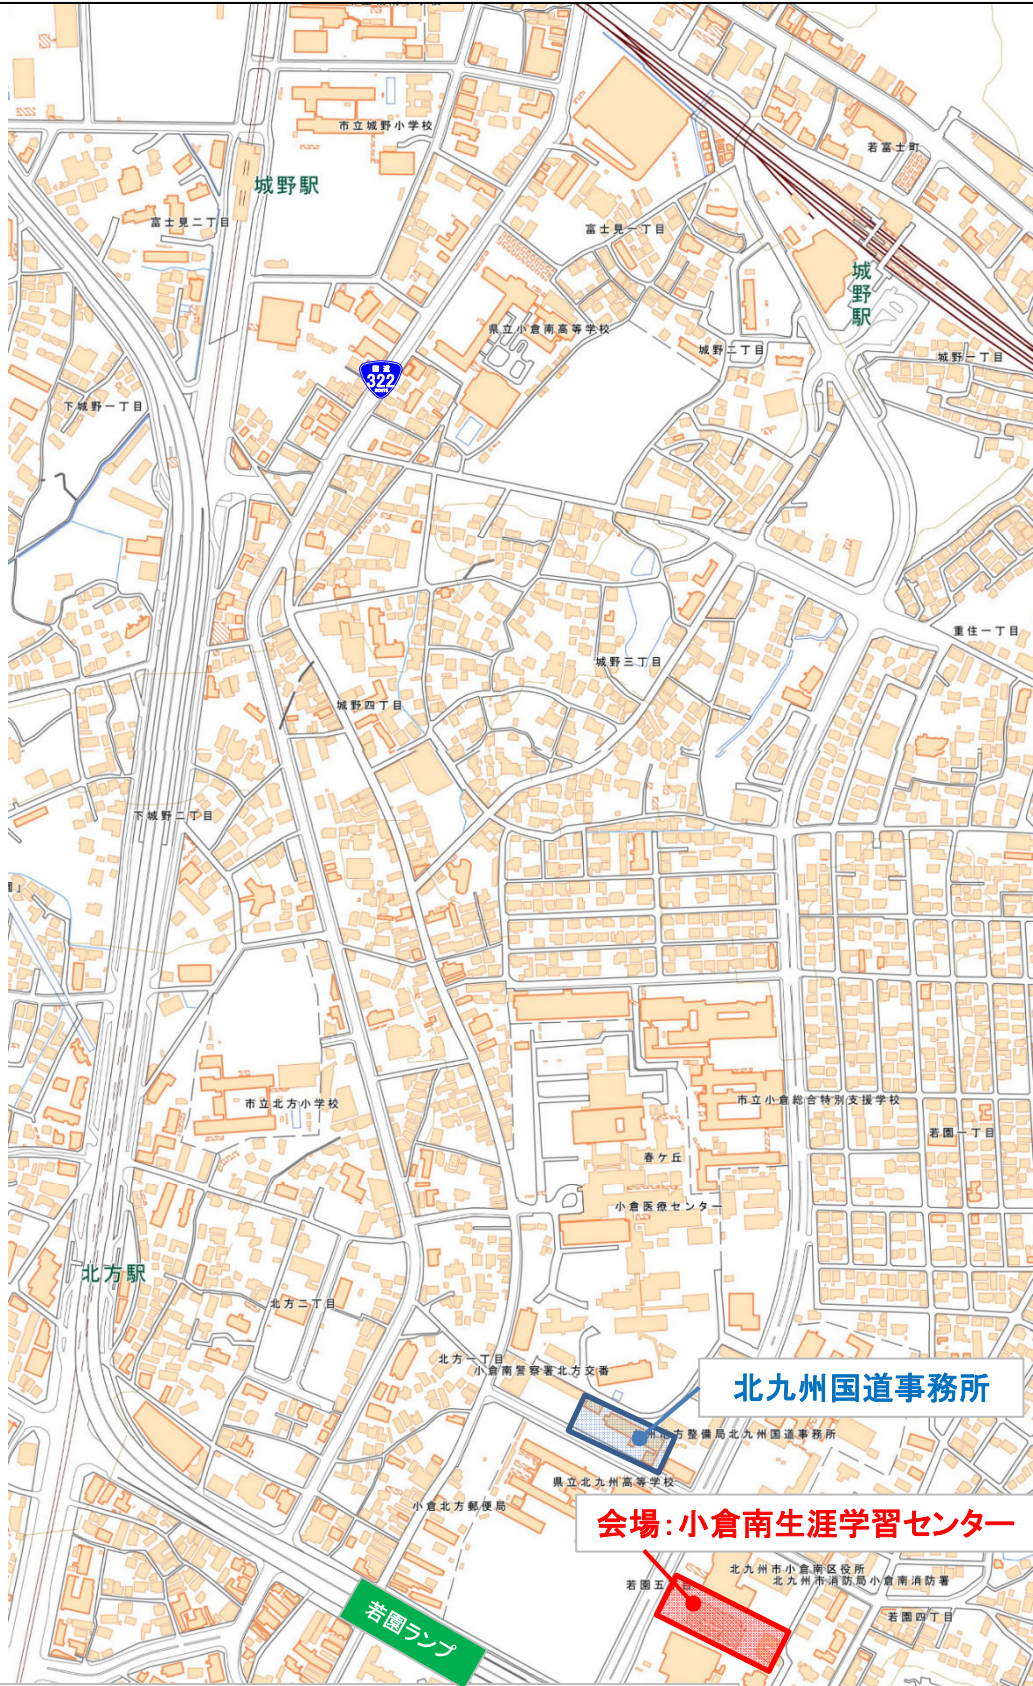 市立城野小学校
若富士町
城野駅
富士見二丁目
富士見一丁目
城野駅
県立小倉南高等学校
城野二丁目
城野一丁目
国道
322
下城野一丁目
重住一丁目
城野三丁目
城野四丁目
下城野二丁目
園」
市立北方小学校
市立小倉総合特別支援学校
若園一丁目
春ケ丘
小倉医療センター
北方駅
北方二丁目
北方一丁目
小倉南警察署北方交番
北九州国道事務所
州地方整備局北九州国道事務所
県立北九州高等学校
小倉北方郵便局
会場：小倉南生涯学習センター
北九州市小倉南区役所
北九州市消防局小倉南消防署
若園五丁目
若園四丁目
若園ランプ